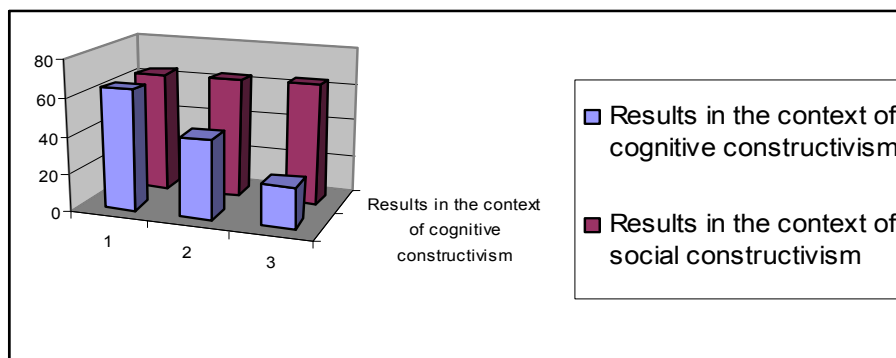 80
60
40
20
0
1
2
3
Results in the context
of cognitive
constructivism
Results in the context of
cognitive constructivism
Results in the context of
social constructivism